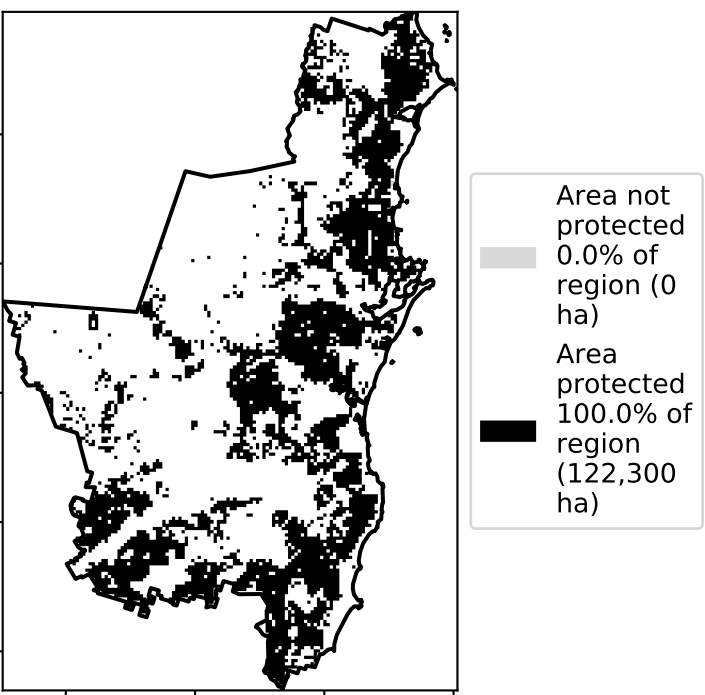 Area not
protected
0.0% of
region (0
ha)
Area
protected
100.0% of
region
(122,300
ha)